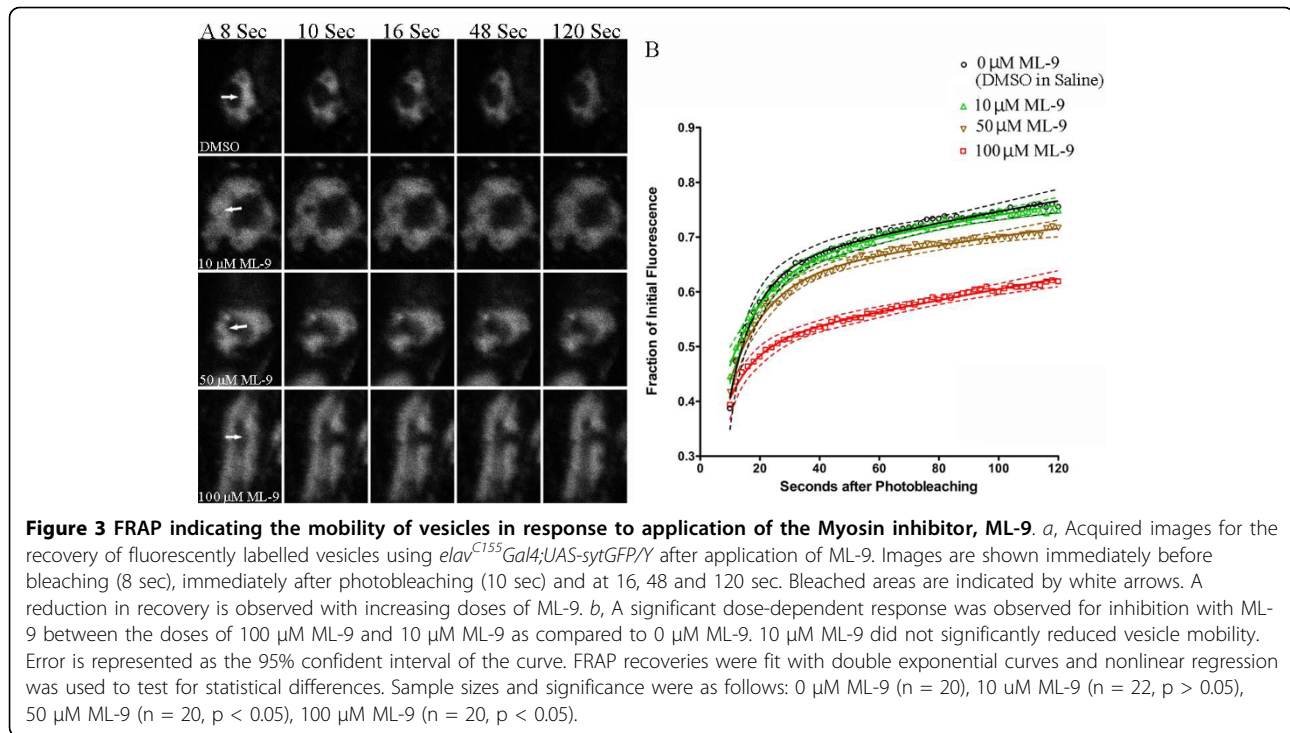 A 8 Sec 10 Sec 16 Sec 48 Sec 120 Sec
DMSO
10 µM ML-9
50 µM ML-9
100 µM ML-9
B
0 µM ML-9
(DMSO in Saline)
10 µM ML-9
50 µM ML-9
100 µM ML-9
0.9
0.8
0.7
0.6
0.5
0.4
0.3
Fraction of Initial Fluorescence
0 20 40 60 80 100 120
Seconds after Photobleaching
Figure 3 FRAP indicating the mobility of vesicles in response to application of the Myosin inhibitor, ML-9. a, Acquired images for the
recovery of fluorescently labelled vesicles using elav^C155Gal4;UAS-sytGFP/Y after application of ML-9. Images are shown immediately before
bleaching (8 sec), immediately after photobleaching (10 sec) and at 16, 48 and 120 sec. Bleached areas are indicated by white arrows. A
reduction in recovery is observed with increasing doses of ML-9. b, A significant dose-dependent response was observed for inhibition with ML-
9 between the doses of 100 µM ML-9 and 10 µM ML-9 as compared to 0 µM ML-9. 10 µM ML-9 did not significantly reduced vesicle mobility.
Error is represented as the 95% confident interval of the curve. FRAP recoveries were fit with double exponential curves and nonlinear regression
was used to test for statistical differences. Sample sizes and significance were as follows: 0 µM ML-9 (n = 20), 10 uM ML-9 (n = 22, p > 0.05),
50 µM ML-9 (n = 20, p < 0.05), 100 µM ML-9 (n = 20, p < 0.05).